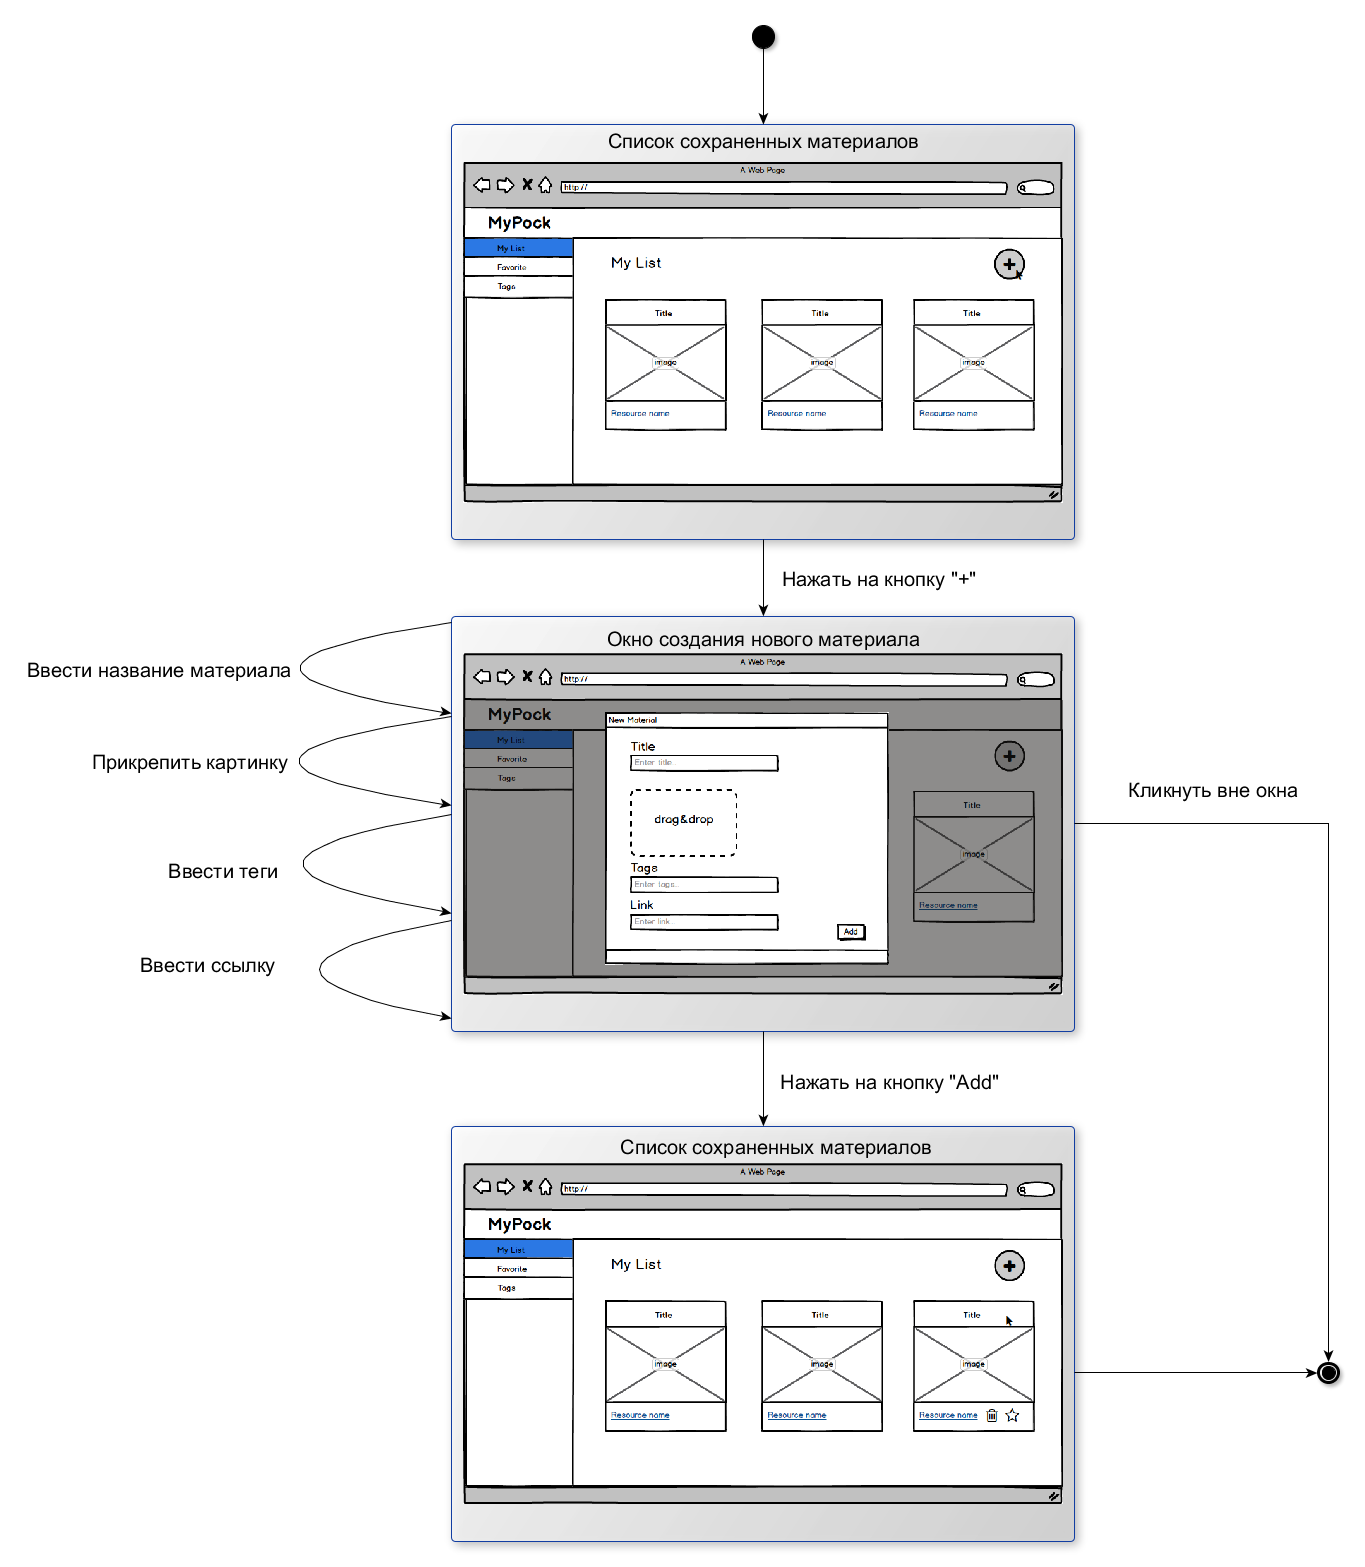 Список сохраненных материалов
A Web Page
http://
MyPock
My List
Favorite
Tags
My List
Title
Title
Title
image
image
image
Resource name
Resource name
Resource name
Нажать на кнопку "+"
Окно создания нового материала
A Web Page
http://
MyPock
My List
Favorite
Tags
New Material
Title
Enter title..
drag&drop
Tags
Enter tags..
Link
Enter link..
Add
Title
image
Resource name
Ввести название материала
Прикрепить картинку
Ввести теги
Ввести ссылку
Кликнуть вне окна
Нажать на кнопку "Add"
Список сохраненных материалов
A Web Page
http://
MyPock
My List
Favorite
Tags
My List
Title
Title
Title
image
image
image
Resource name
Resource name
Resource name